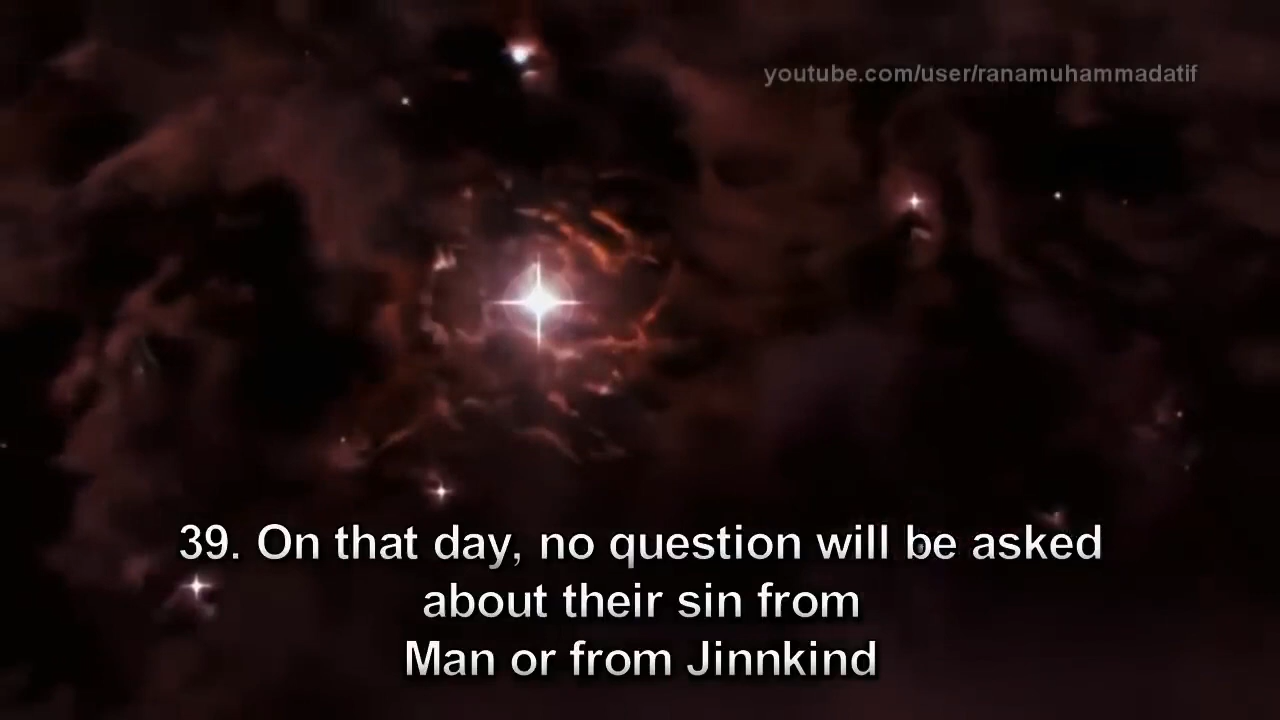 youtube.com/user/ranamuhammadatif
39. On that day, no question will be asked
about their sin from
Man or from Jinnkind